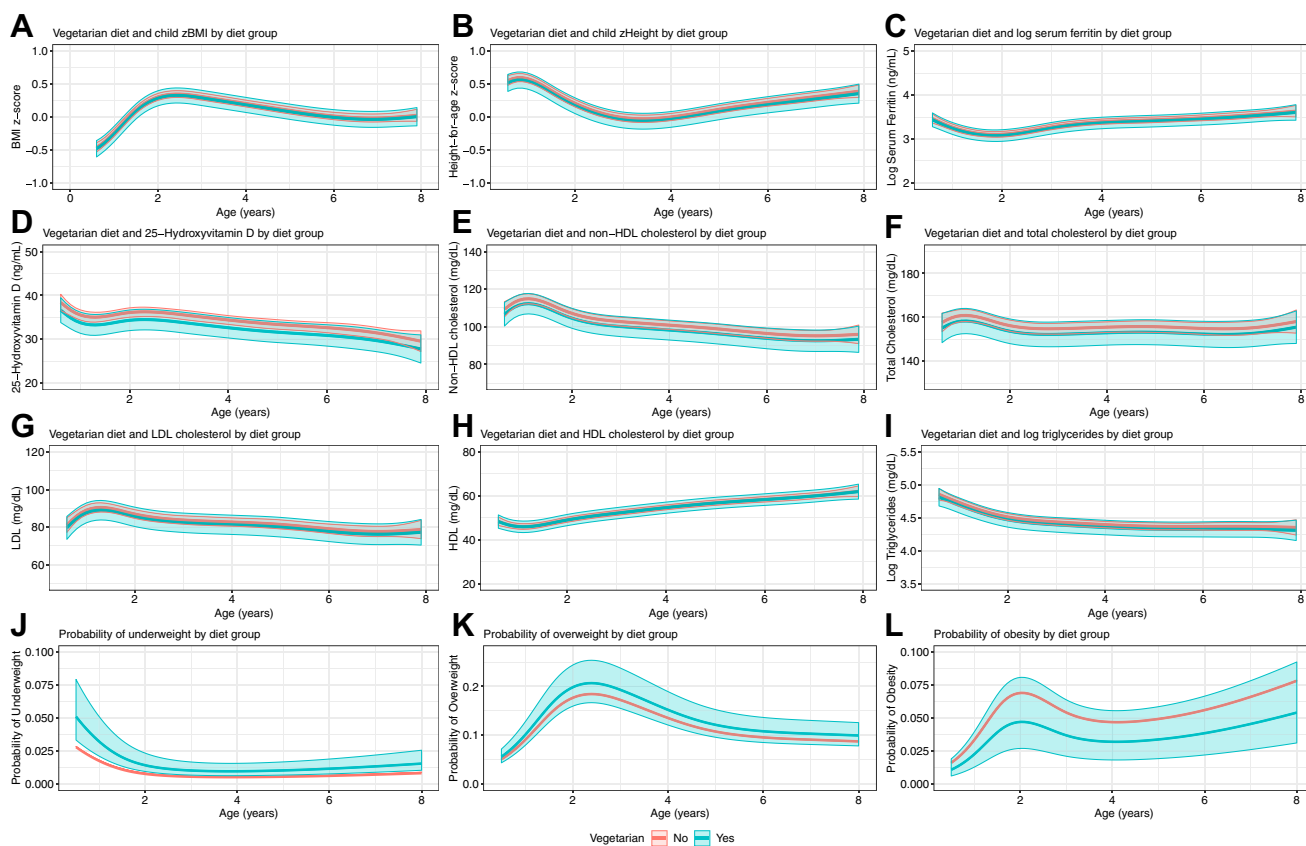 A
Vegetarian diet and child zBMI by diet group
BMI z−score
1.0
0.5
0.0
−0.5
−1.0
0
2
4
6
8
Age (years)
B
Vegetarian diet and child zHeight by diet group
Height−for−age z−score
1.0
0.5
0.0
−0.5
−1.0
2
4
6
8
Age (years)
C
Vegetarian diet and log serum ferritin by diet group
Log Serum Ferritin (ng/mL)
5
4
3
2
2
4
6
8
Age (years)
D
Vegetarian diet and 25−Hydroxyvitamin D by diet group
25−Hydroxyvitamin D (ng/mL)
50
40
30
20
2
4
6
8
Age (years)
E
Vegetarian diet and non−HDL cholesterol by diet group
Non−HDL cholesterol (mg/dL)
140
120
100
80
2
4
6
8
Age (years)
F
Vegetarian diet and total cholesterol by diet group
Total Cholesterol (mg/dL)
180
160
140
2
4
6
8
Age (years)
G
Vegetarian diet and LDL cholesterol by diet group
LDL (mg/dL)
120
100
80
60
2
4
6
8
Age (years)
H
Vegetarian diet and HDL cholesterol by diet group
HDL (mg/dL)
80
60
40
20
2
4
6
8
Age (years)
I
Vegetarian diet and log triglycerides by diet group
Log Triglycerides (mg/dL)
5.5
5.0
4.5
4.0
3.5
2
4
6
8
Age (years)
J
Probability of underweight by diet group
Probability of Underweight
0.100
0.075
0.050
0.025
0.000
2
4
6
8
Age (years)
K
Probability of overweight by diet group
Probability of Overweight
0.2
0.1
0.0
2
4
6
8
Age (years)
L
Probability of obesity by diet group
Probability of Obesity
0.100
0.075
0.050
0.025
0.000
2
4
6
8
Age (years)
Vegetarian No Yes